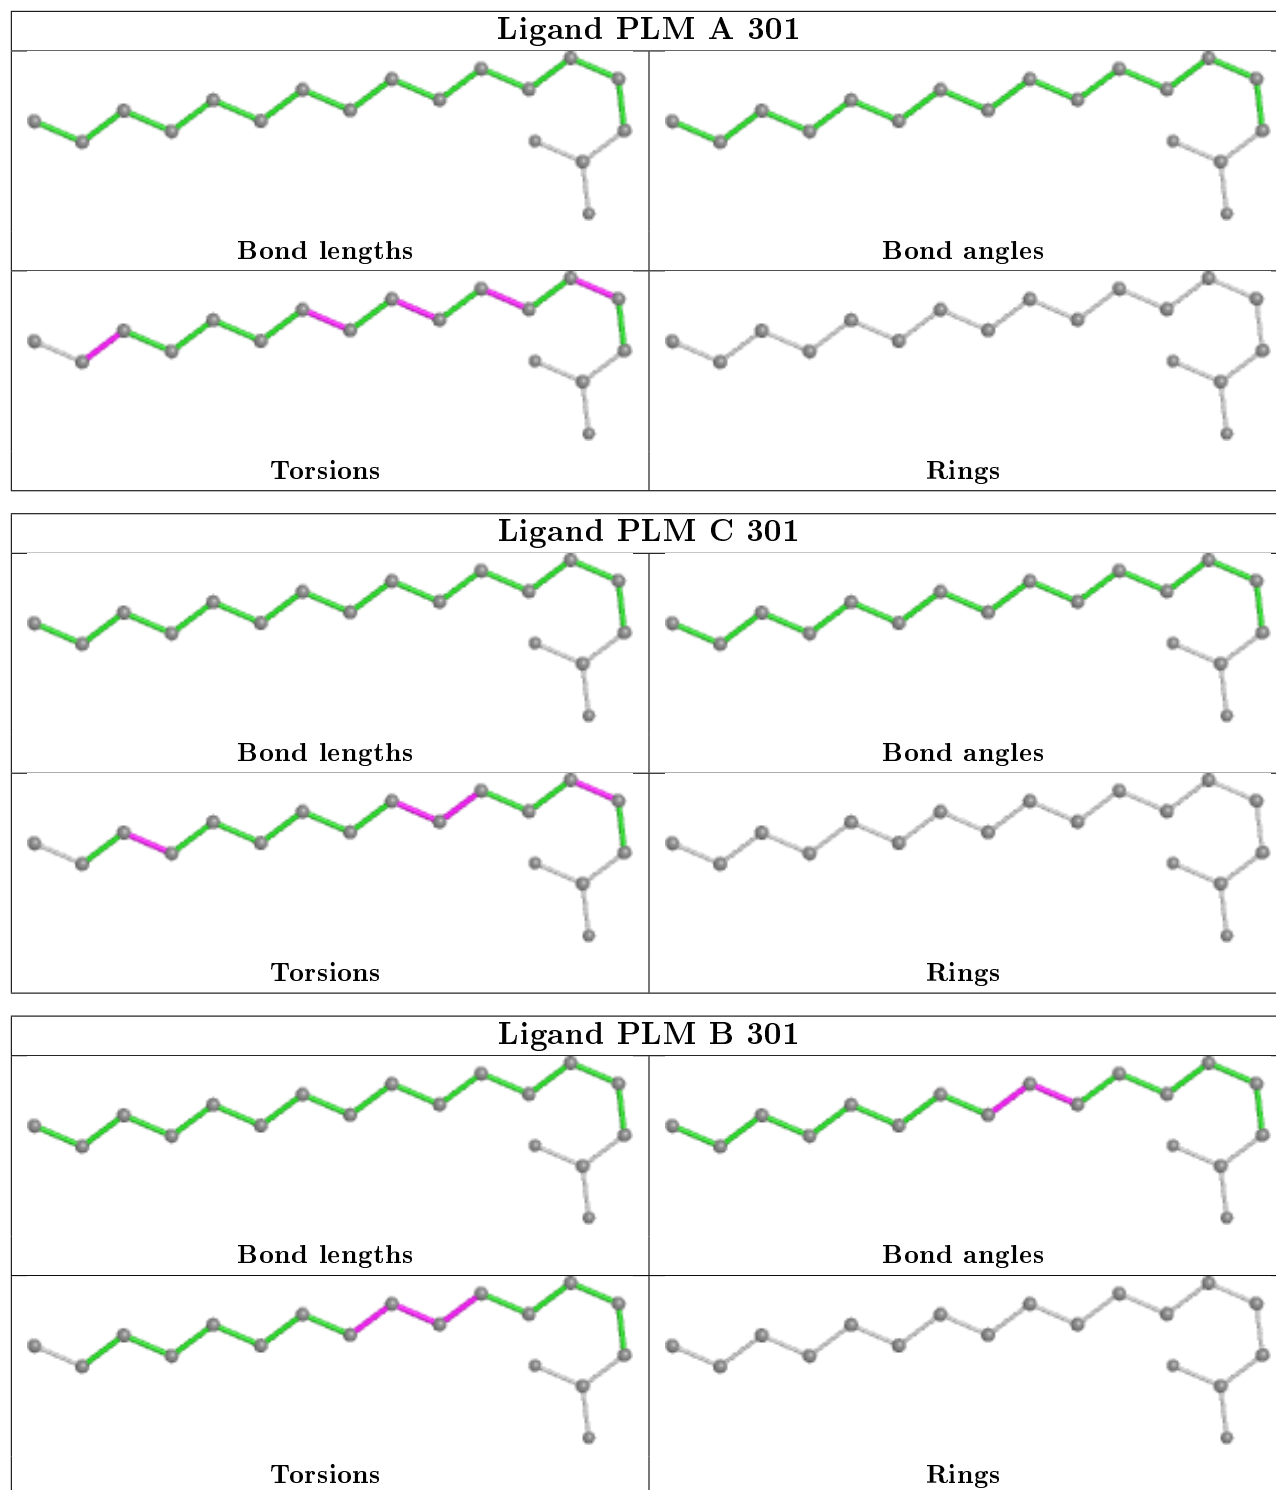 Ligand PLM A 301
Bond lengths
Bond angles
Torsions
Rings
Ligand PLM C 301
Bond lengths
Bond angles
Torsions
Rings
Ligand PLM B 301
Bond lengths
Bond angles
Torsions
Rings